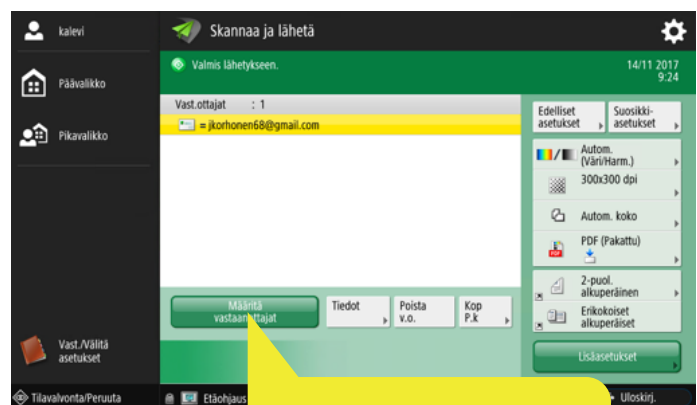 kalevi
Päävalikko
Pikavalikko
Vast./Välitä
asetukset
Tilavalvonta/Peruuta
Skannaa ja lähetä
Valmis lähetykseen.
14/11 2017
9:24
Vast.ottajat : 1
= jkorhonen68@gmail.com
Määritä
vastaanottajat
Tiedot
Poista
v.o.
Kop
P.k
Edelliset
asetukset
Suosikki-
asetukset
Autom.
(Väri/Harm.)
300x300 dpi
Autom. koko
PDF (Pakattu)
2-puol.
alkuperäinen
Erikokoiset
alkuperäiset
Lisäasetukset
Etäohjaus
Uloskirj.